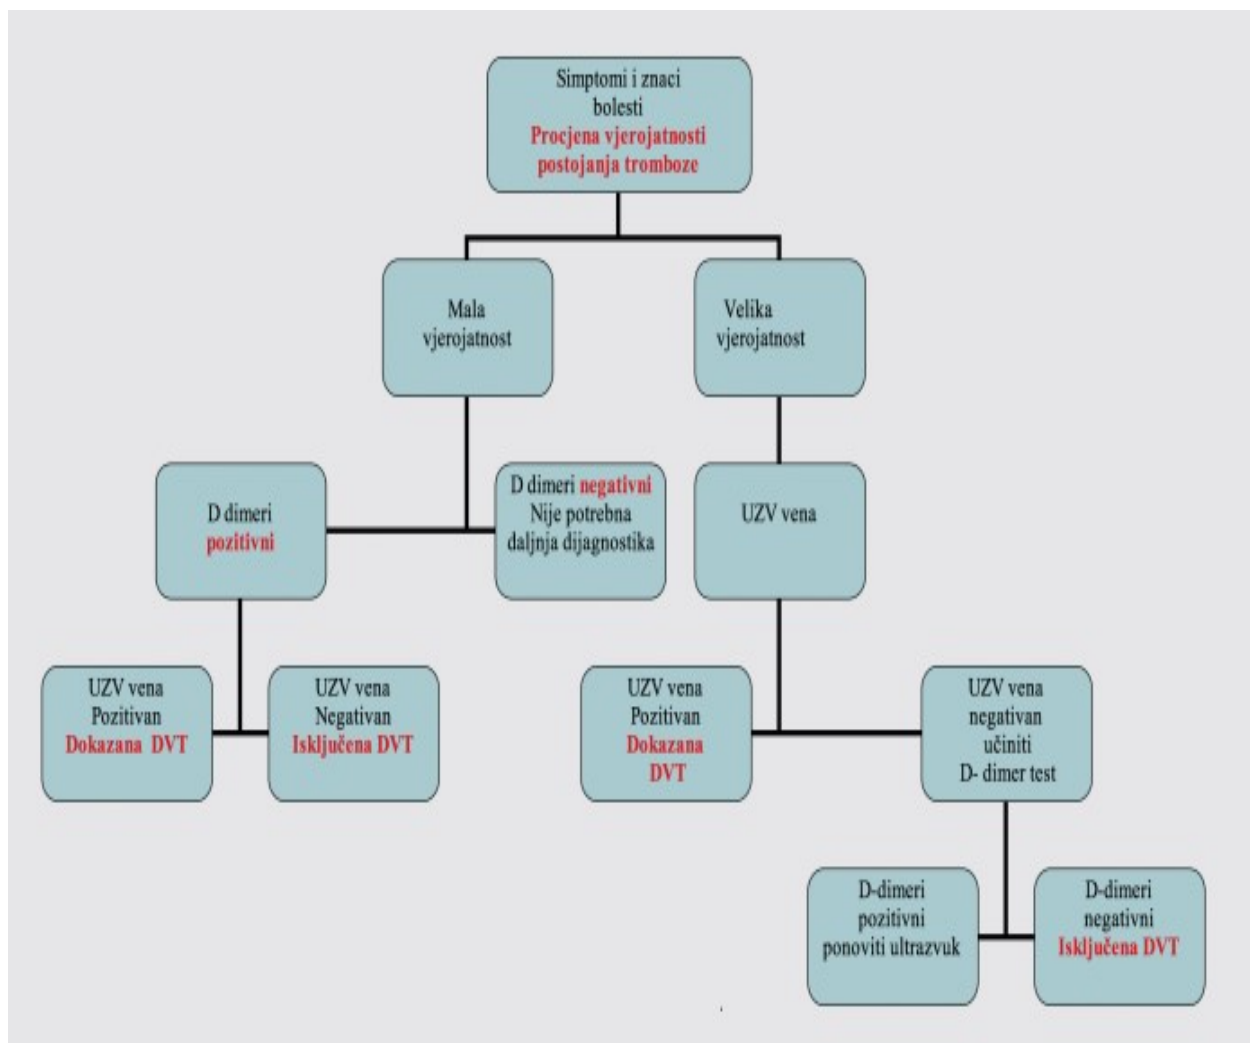 Simptomi i znaci
bolesti
Procjena vjerojatnosti
postojanja tromboze
Mala
vjerojatnost
Velika
vjerojatnost
D dimeri
pozitivni
D dimeri negativni
Nije potrebna
daljnja dijagnostika
UZV vena
UZV vena
Pozitivan
Dokazana DVT
UZV vena
Negativan
Isključena DVT
UZV vena
Pozitivan
Dokazana
DVT
UZV vena
negativan
učiniti
D- dimer test
D-dimeri
pozitivni
ponoviti ultrazvuk
D-dimeri
negativni
Isključena DVT